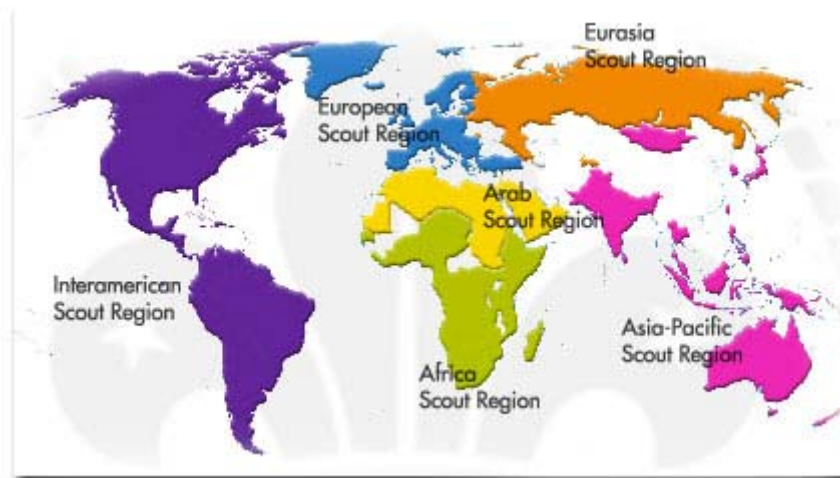 Eurasia
Scout Region
European
Scout Region
Arab
Scout Region
Interamerican
Scout Region
Asia-Pacific
Scout Region
Africa
Scout Region